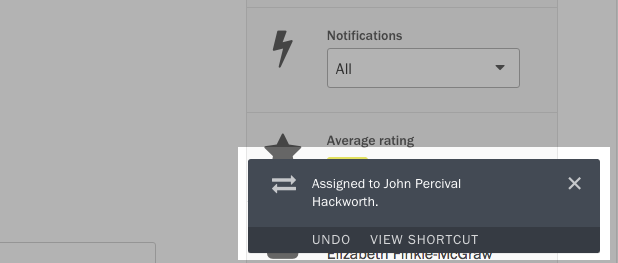 Notifications
All
Average rating
Assigned to John Percival
Hackworth.
UNDO VIEW SHORTCUT
Elizabeth Finkle-McGraw